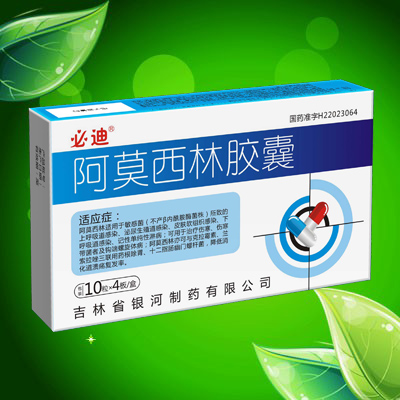 必迪®
国药准字H22023064
阿莫西林胶囊
适应症：
阿莫西林适用于敏感菌（不产β内酰胺酶菌株）所致的
上呼吸道感染、泌尿生殖道感染、皮肤软组织感染、下
呼吸道感染、急性单纯性淋病；可用于治疗伤寒、伤寒
带菌者及钩端螺旋体病；阿莫西林亦可与克拉霉素、兰
索拉唑三联用药根除胃、十二指肠幽门螺杆菌，降低消
化道溃疡复发率。
10粒×4板/盒
吉林省银河制药有限公司